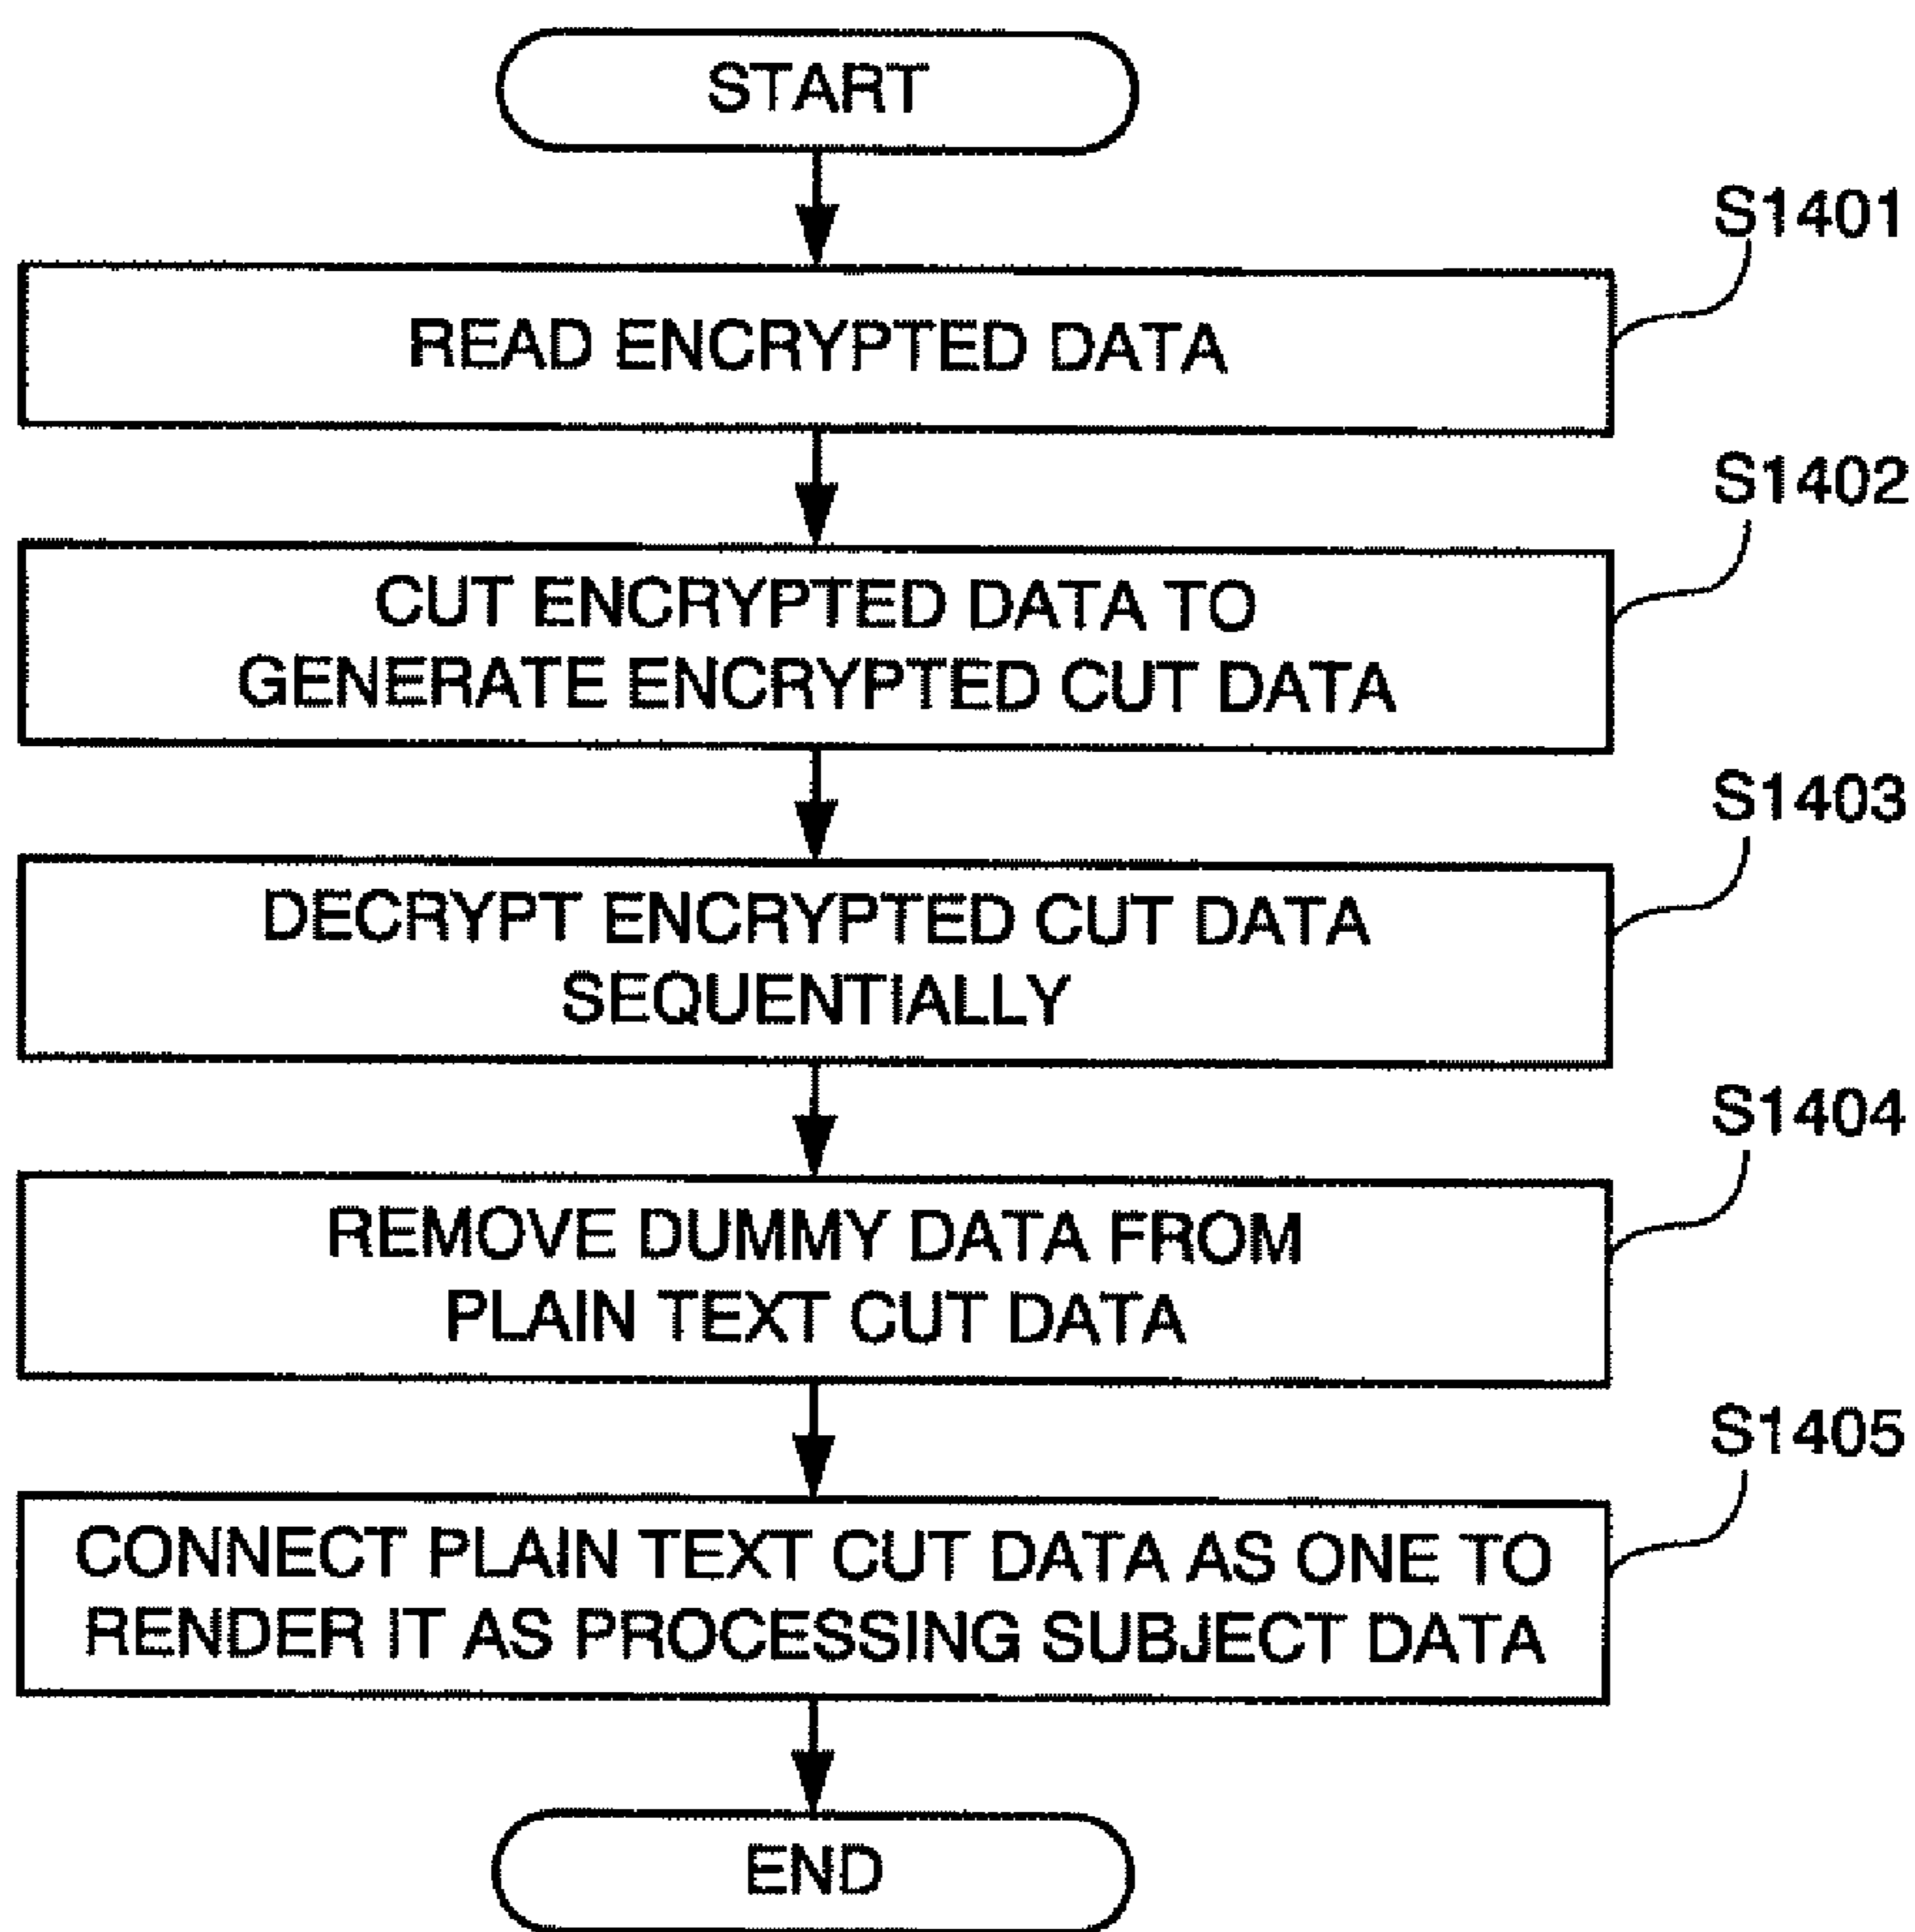 START
S1401
READ ENCRYPTED DATA
S1402
CUT ENCRYPTED DATA TO
GENERATE ENCRYPTED CUT DATA
S1403
DECRYPT ENCRYPTED CUT DATA
SEQUENTIALLY
S1404
REMOVE DUMMY DATA FROM
PLAIN TEXT CUT DATA
S1405
CONNECT PLAIN TEXT CUT DATA AS ONE TO
RENDER IT AS PROCESSING SUBJECT DATA
END